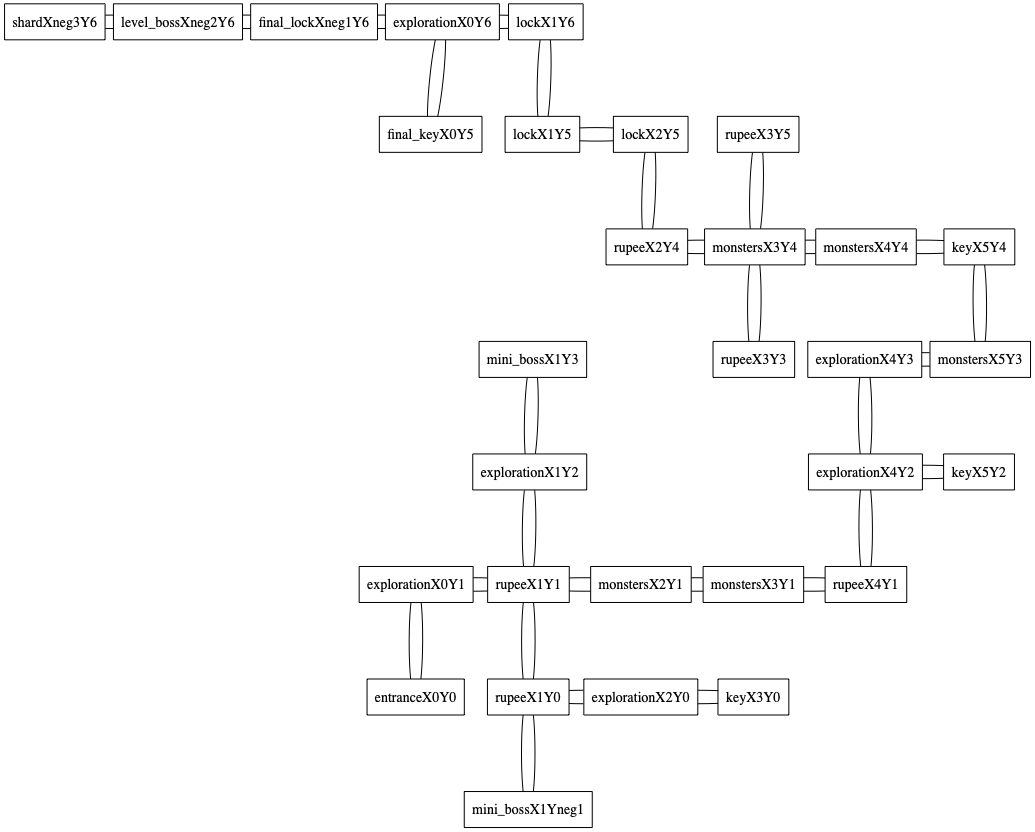 shardXneg3Y6
level_bossXneg2Y6
final_lockXneg1Y6
explorationX0Y6
lockX1Y6
final_keyX0Y5
lockX1Y5
lockX2Y5
rupeeX3Y5
rupeeX2Y4
monstersX3Y4
monstersX4Y4
keyX5Y4
mini_bossX1Y3
rupeeX3Y3
explorationX4Y3
monstersX5Y3
explorationX1Y2
explorationX4Y2
keyX5Y2
explorationX0Y1
rupeeX1Y1
monstersX2Y1
monstersX3Y1
rupeeX4Y1
entranceX0Y0
rupeeX1Y0
explorationX2Y0
keyX3Y0
mini_bossX1Yneg1